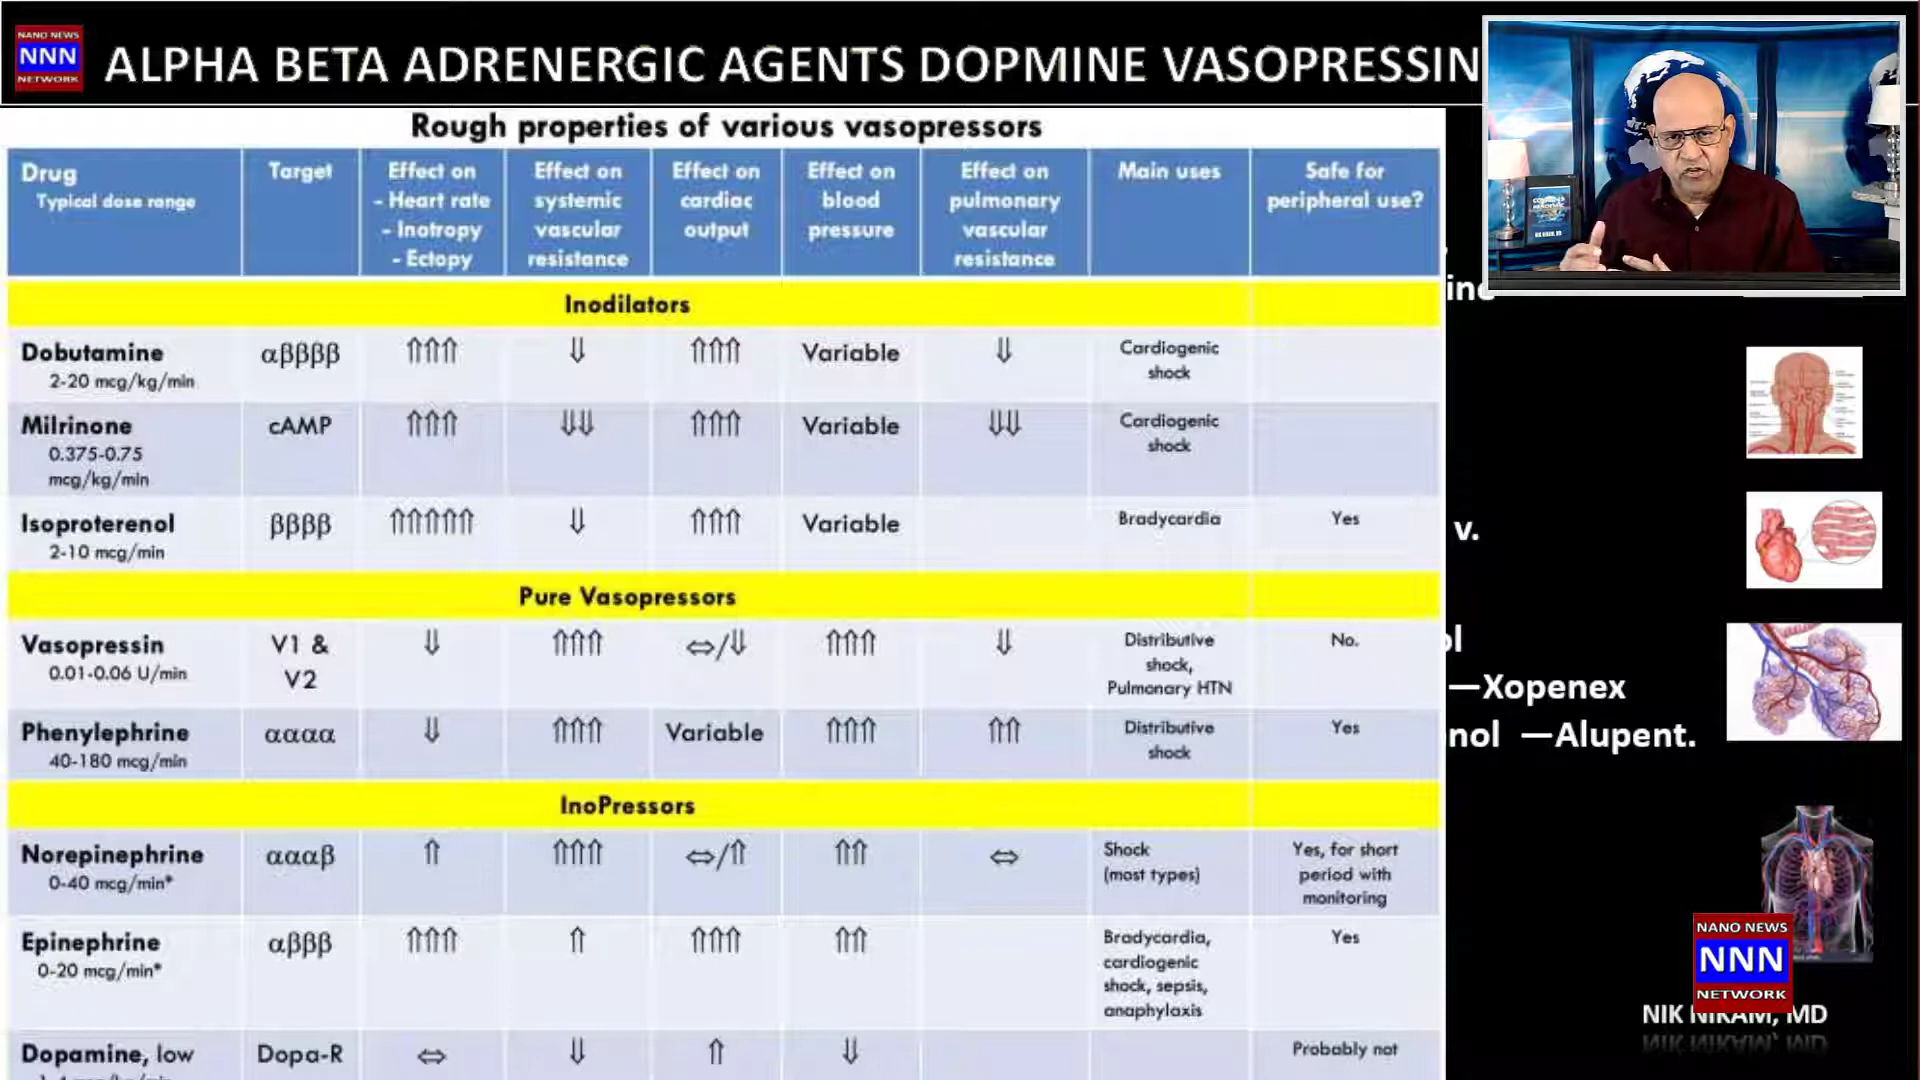 NANO NEWS
NNN
NETWORK
ALPHA BETA ADRENERGIC AGENTS DOPMINE VASOPRESSIN
Rough properties of various vasopressors
Drug
Typical dose range
Target
Effect on
- Heart rate
- Inotropy
- Ectopy
Effect on
systemic
vascular
resistance
Effect on
cardiac
output
Effect on
blood
pressure
Effect on
pulmonary
vascular
resistance
Main uses
Safe for
peripheral use?
Inodilators
Dobutamine
2-20 mcg/kg/min
αββββ
⇑⇑⇑
⇓
⇑⇑⇑
Variable
⇓
Cardiogenic
shock
Milrinone
0.375-0.75
mcg/kg/min
cAMP
⇑⇑⇑
⇓⇓
⇑⇑⇑
Variable
⇓⇓
Cardiogenic
shock
Isoproterenol
2-10 mcg/min
ββββ
⇑⇑⇑⇑⇑
⇓
⇑⇑⇑
Variable
Bradycardia
Yes
Pure Vasopressors
Vasopressin
0.01-0.06 U/min
V1 &
V2
⇓
⇑⇑⇑
⇔/⇓
⇑⇑⇑
⇓
Distributive
shock,
Pulmonary HTN
No.
Phenylephrine
40-180 mcg/min
αααα
⇓
⇑⇑⇑
Variable
⇑⇑⇑
⇑⇑
Distributive
shock
Yes
InoPressors
Norepinephrine
0-40 mcg/min*
αααβ
⇑
⇑⇑⇑
⇔/⇑
⇑⇑
⇔
Shock
(most types)
Yes, for short
period with
monitoring
Epinephrine
0-20 mcg/min*
αβββ
⇑⇑⇑
⇑
⇑⇑⇑
⇑⇑
Bradycardia,
cardiogenic
shock, sepsis,
anaphylaxis
Yes
Dopamine, low
Dopa-R
⇔
⇓
⇑
⇓
Probably not
ine
v.
ol
—Xopenex
nol —Alupent.
NANO NEWS
NNN
NETWORK
NIK NIKAM, MD